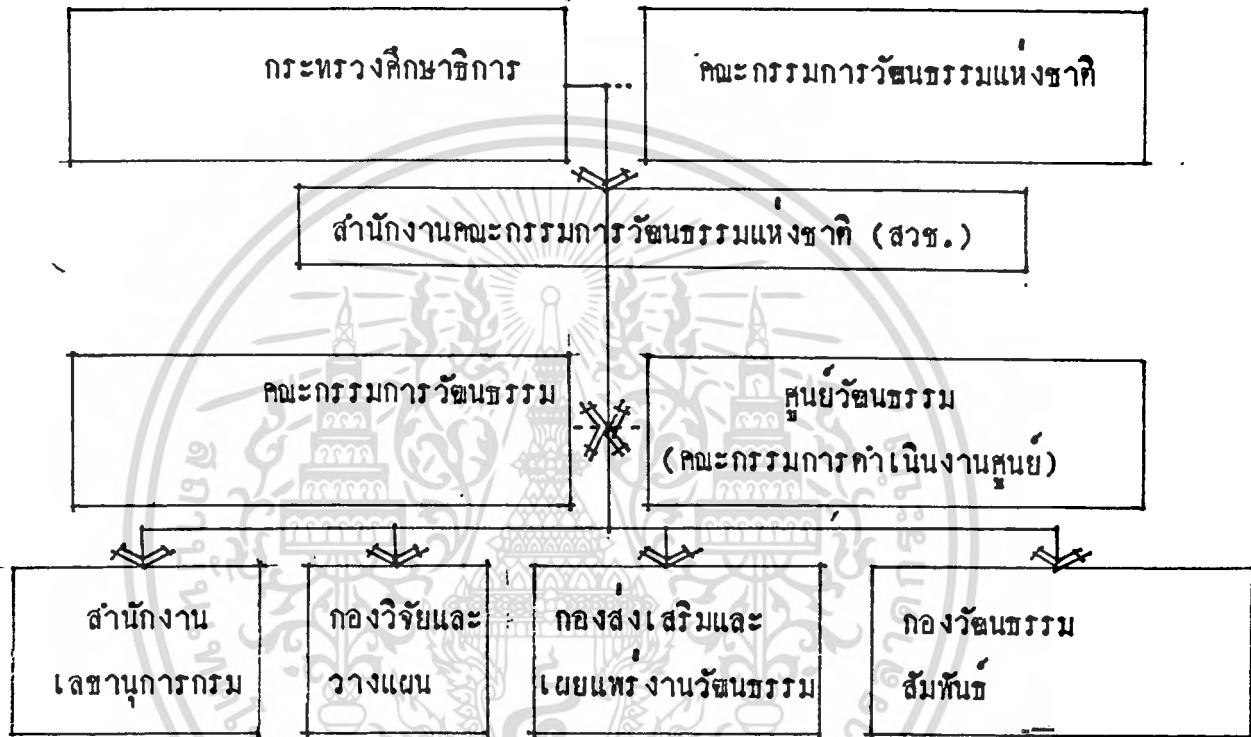 กระทรวงศึกษาธิการ
คณะกรรมการวัฒนธรรมแห่งชาติ
สำนักงานคณะกรรมการวัฒนธรรมแห่งชาติ (สวช.)
คณะกรรมการวัฒนธรรม
ศูนย์วัฒนธรรม
(คณะกรรมการดำเนินงานศูนย์)
สำนักงาน
เลขานุการกรม
กองวิจัยและ
วางแผน
กองส่งเสริมและ
เผยแพร่งานวัฒนธรรม
กองวัฒนธรรม
สัมพันธ์